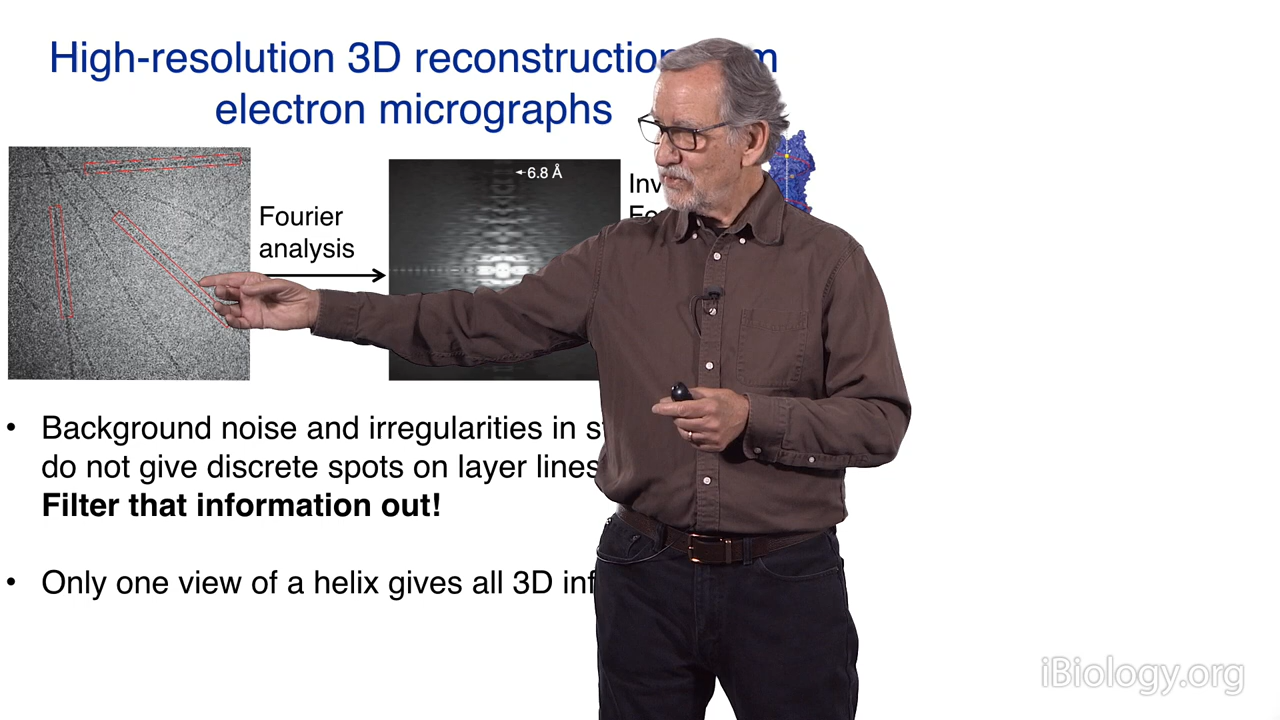 High-resolution 3D reconstructio m
electron micrographs
6.8 Å
Inv
Fo
Fourier
analysis
Background noise and irregularities in s
do not give discrete spots on layer lines
Filter that information out!
Only one view of a helix gives all 3D inf
iBiology.org